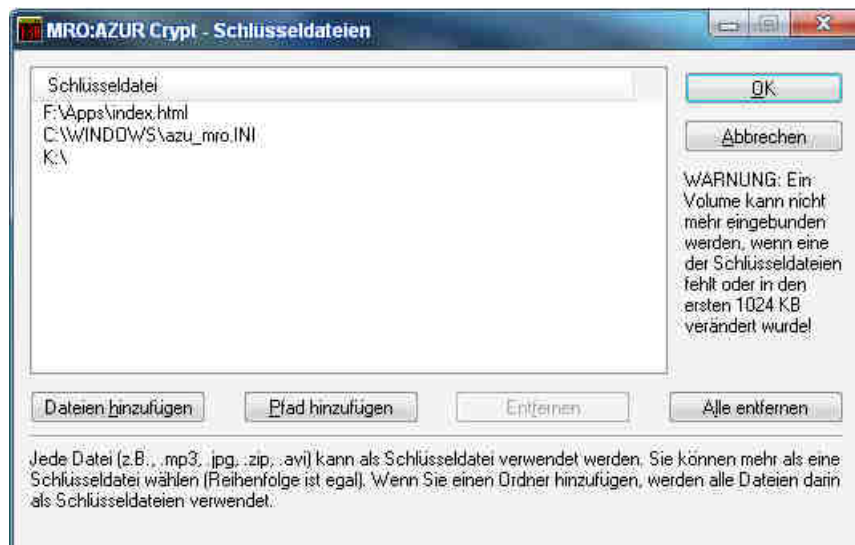 MRO:AZUR Crypt - Schlüsseldateien
Schlüsseldatei
F:\Apps\index.html
C:\WINDOWS\azu_mro.INI
K:\
OK
Abbrechen
WARNUNG: Ein
Volume kann nicht
mehr eingebunden
werden, wenn eine
der Schlüsseldateien
fehlt oder in den
ersten 1024 KB
verändert wurde!
Dateien hinzufügen
Pfad hinzufügen
Entfernen
Alle entfernen
Jede Datei (z.B., .mp3, .jpg, .zip, .avi) kann als Schlüsseldatei verwendet werden. Sie können mehr als eine
Schlüsseldatei wählen (Reihenfolge ist egal). Wenn Sie einen Ordner hinzufügen, werden alle Dateien darin
als Schlüsseldateien verwendet.